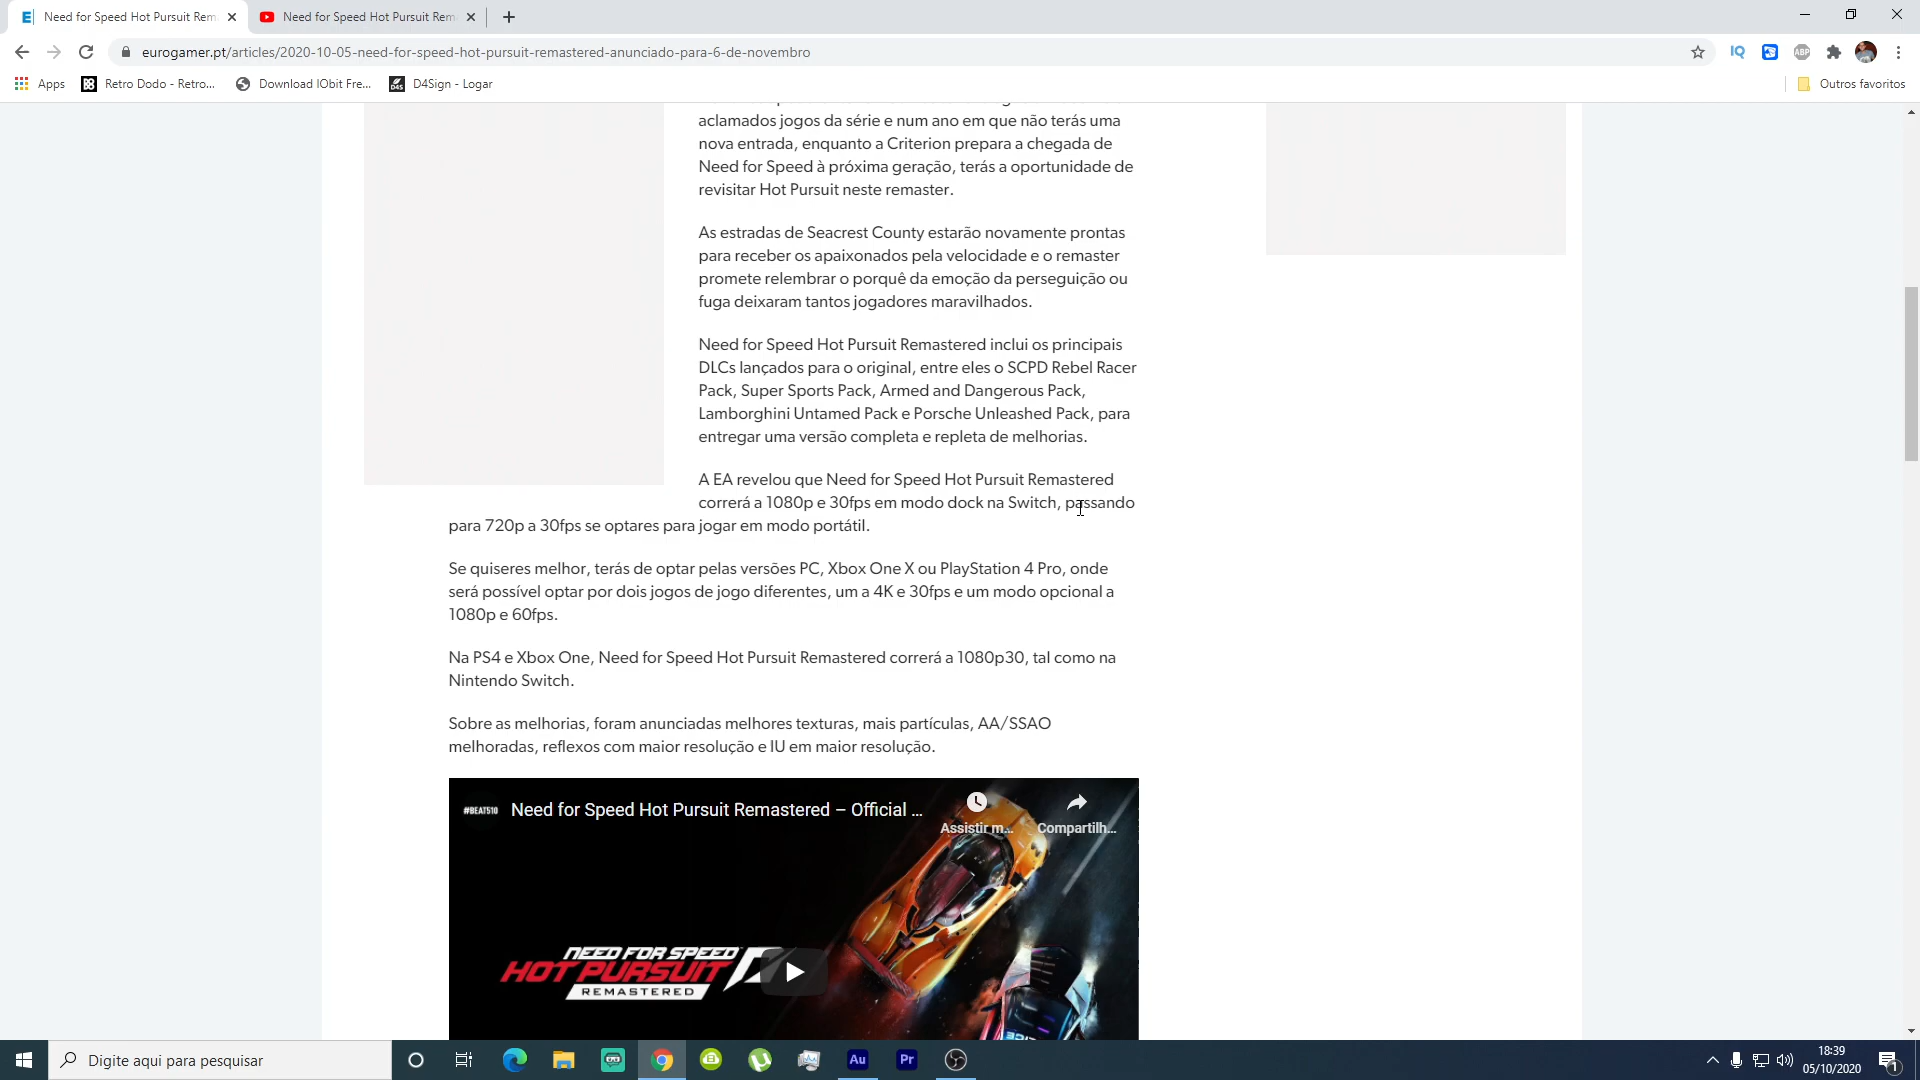 Need for Speed Hot Pursuit Rem
Need for Speed Hot Pursuit Rem
eurogamer.pt/articles/2020-10-05-need-for-speed-hot-pursuit-remastered-anunciado-para-6-de-novembro
IQ
ABP
Apps
Retro Dodo - Retro...
Download IObit Fre...
D4Sign - Logar
Outros favoritos
aclamados jogos da série e num ano em que não terás uma
nova entrada, enquanto a Criterion prepara a chegada de
Need for Speed à próxima geração, terás a oportunidade de
revisitar Hot Pursuit neste remaster.
As estradas de Seacrest County estarão novamente prontas
para receber os apaixonados pela velocidade e o remaster
promete relembrar o porquê da emoção da perseguição ou
fuga deixaram tantos jogadores maravilhados.
Need for Speed Hot Pursuit Remastered inclui os principais
DLCs lançados para o original, entre eles o SCPD Rebel Racer
Pack, Super Sports Pack, Armed and Dangerous Pack,
Lamborghini Untamed Pack e Porsche Unleashed Pack, para
entregar uma versão completa e repleta de melhorias.
A EA revelou que Need for Speed Hot Pursuit Remastered
correrá a 1080p e 30fps em modo dock na Switch, passando
para 720p a 30fps se optares para jogar em modo portátil.
Se quiseres melhor, terás de optar pelas versões PC, Xbox One X ou PlayStation 4 Pro, onde
será possível optar por dois jogos de jogo diferentes, um a 4K e 30fps e um modo opcional a
1080p e 60fps.
Na PS4 e Xbox One, Need for Speed Hot Pursuit Remastered correrá a 1080p30, tal como na
Nintendo Switch.
Sobre as melhorias, foram anunciadas melhores texturas, mais partículas, AA/SSAO
melhoradas, reflexos com maior resolução e IU em maior resolução.
#BEAT510
Need for Speed Hot Pursuit Remastered – Official ...
Assistir m...
Compartilh...
NEED FOR SPEED
HOT PURSUIT
REMASTERED
Digite aqui para pesquisar
Au
Pr
18:39
05/10/2020
1